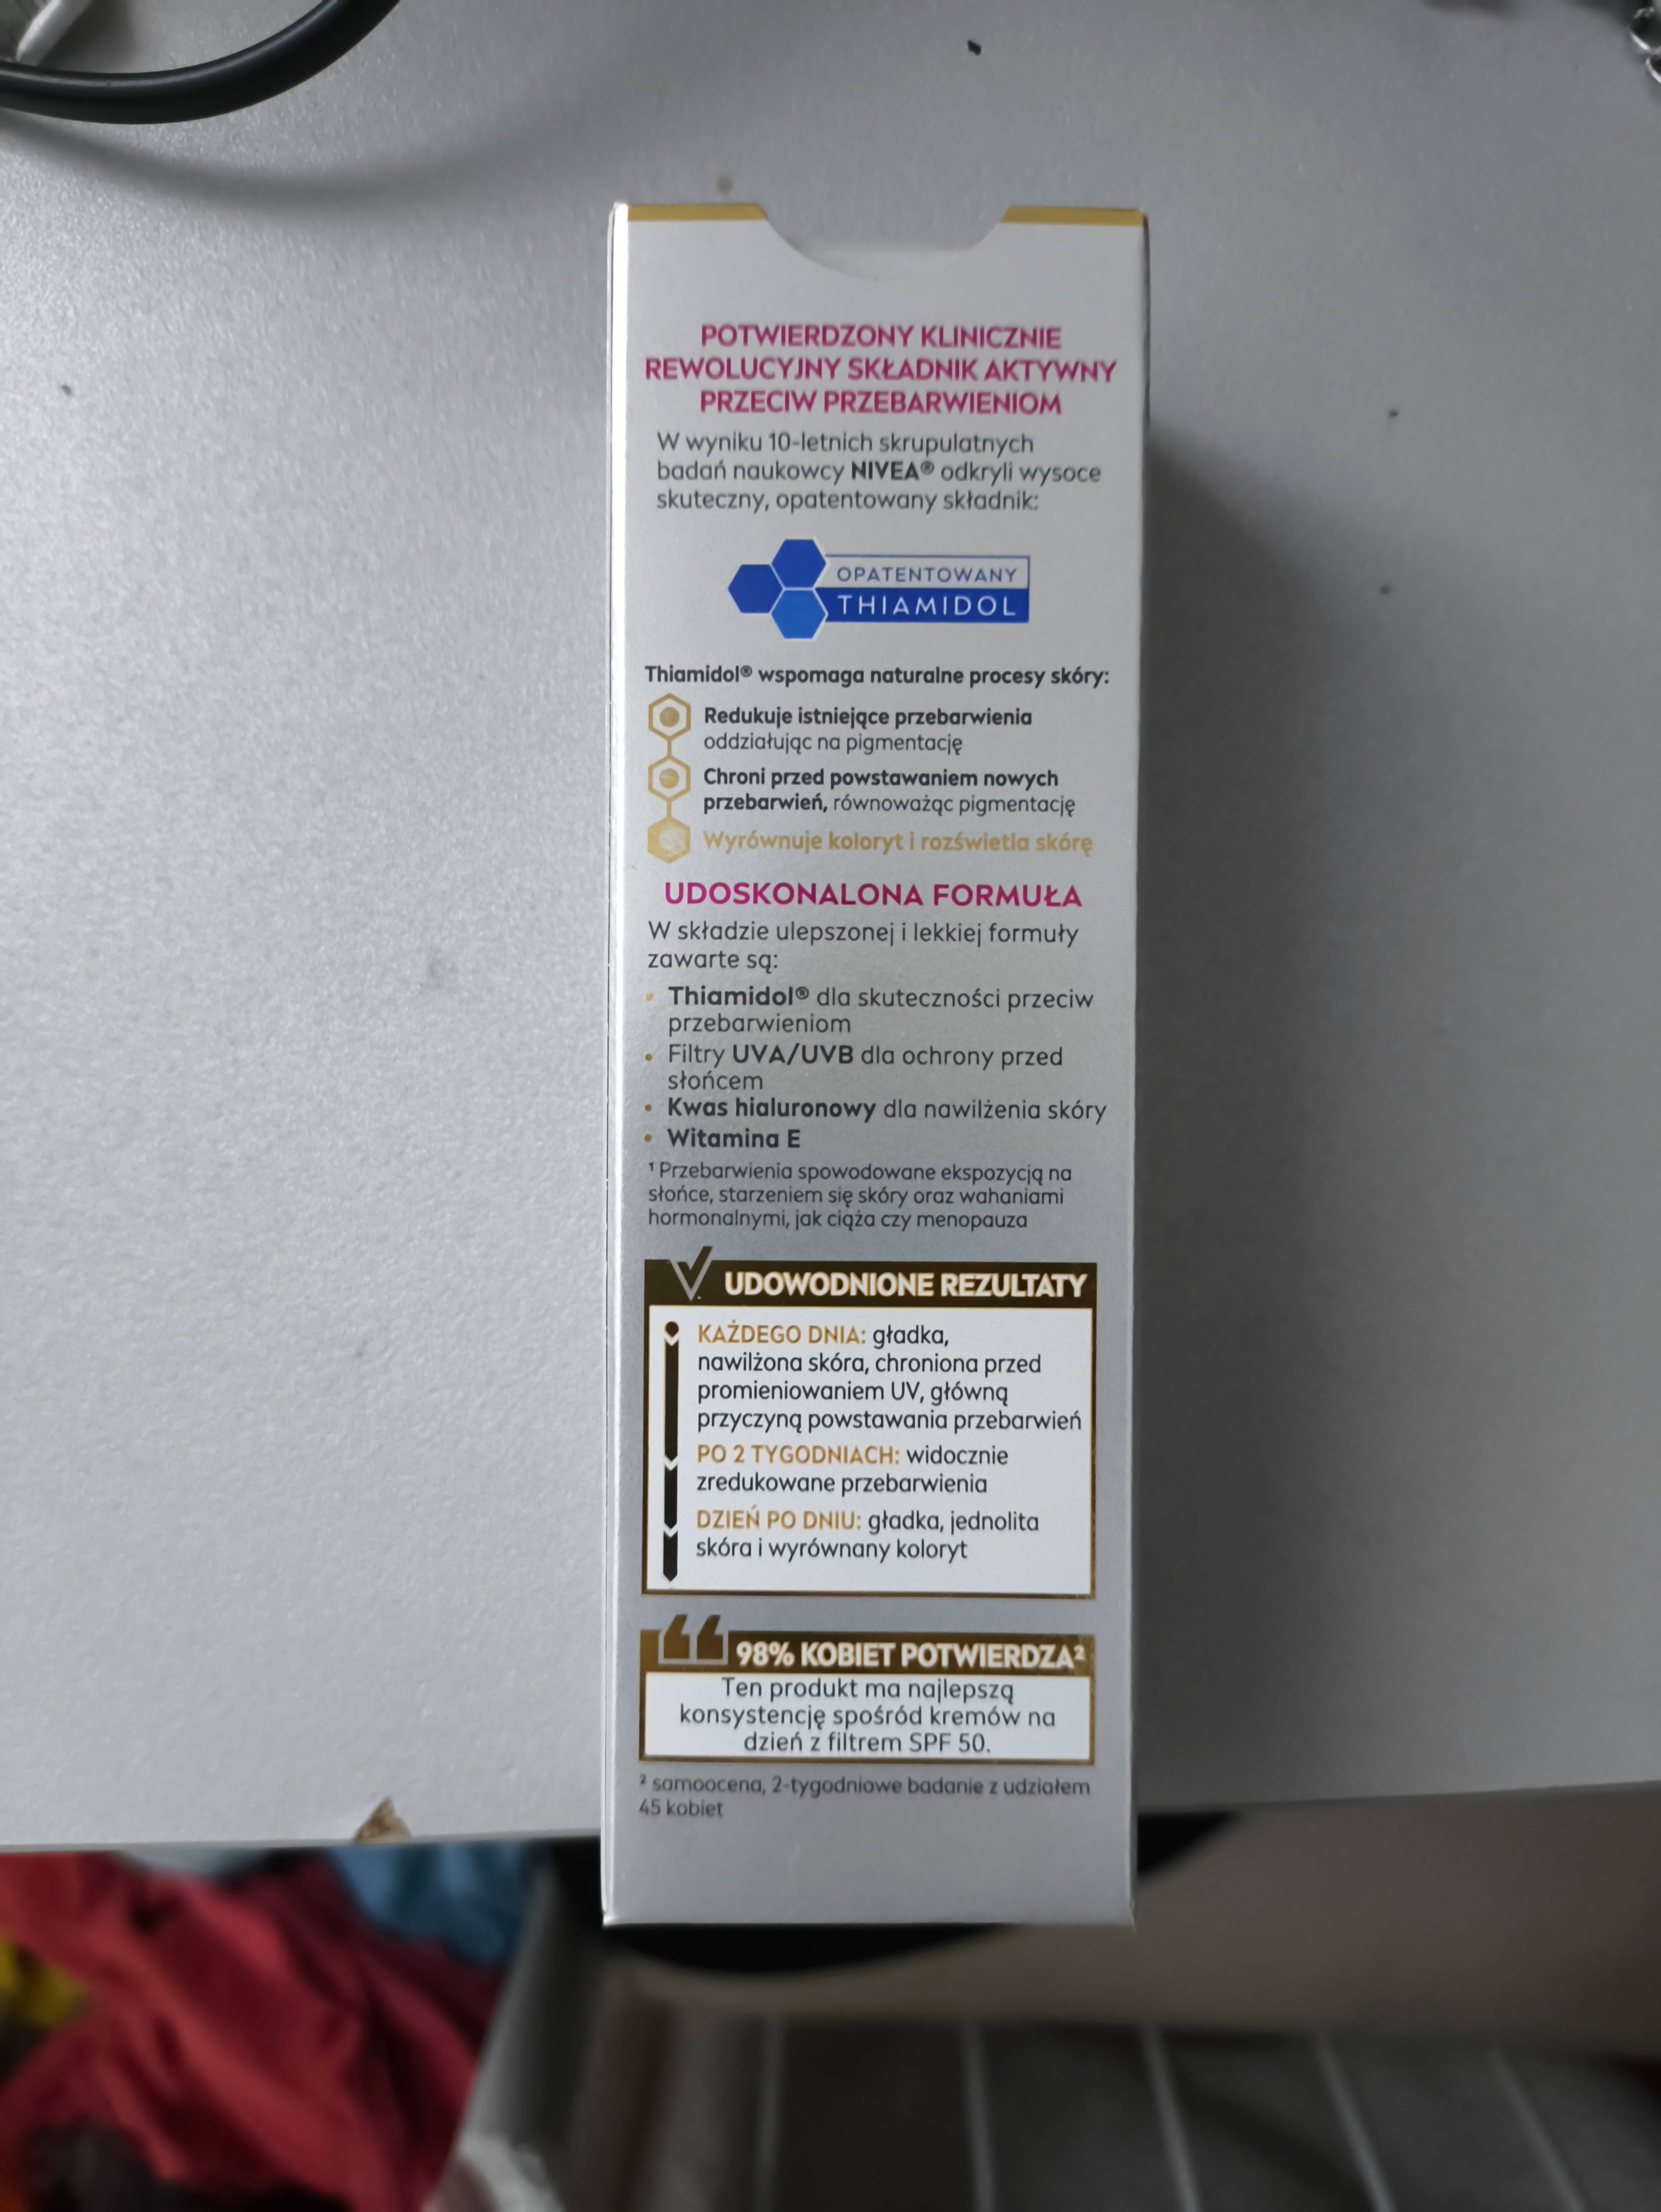 POTWIERDZONY KLINICZNIE
REWOLUCYJNY SKŁADNIK AKTYWNY
PRZECIW PRZEBARWIENIOM
W wyniku 10-letnich skrupulatnych
badań naukowcy NIVEA® odkryli wysoce
skuteczny, opatentowany składnik:
OPATENTOWANY
THIAMIDOL
Thiamidol® wspomaga naturalne procesy skóry:
Redukuje istniejące przebarwienia
oddziałując na pigmentację
Chroni przed powstawaniem nowych
przebarwień, równoważąc pigmentację
Wyrównuje koloryt i rozświetla skórę
UDOSKONALONA FORMUŁA
W składzie ulepszonej i lekkiej formuły
zawarte są:
• Thiamidol® dla skuteczności przeciw
przebarwieniom
• Filtry UVA/UVB dla ochrony przed
słońcem
• Kwas hialuronowy dla nawilżenia skóry
• Witamina E
¹ Przebarwienia spowodowane ekspozycją na
słońce, starzeniem się skóry oraz wahaniami
hormonalnymi, jak ciąża czy menopauza
UDOWODNIONE REZULTATY
KAŻDEGO DNIA: gładka,
nawilżona skóra, chroniona przed
promieniowaniem UV, główną
przyczyną powstawania przebarwień
PO 2 TYGODNIACH: widocznie
zredukowane przebarwienia
DZIEŃ PO DNIU: gładka, jednolita
skóra i wyrównany koloryt
98% KOBIET POTWIERDZA²
Ten produkt ma najlepszą
konsystencję spośród kremów na
dzień z filtrem SPF 50.
² samoocena, 2-tygodniowe badanie z udziałem
45 kobiet